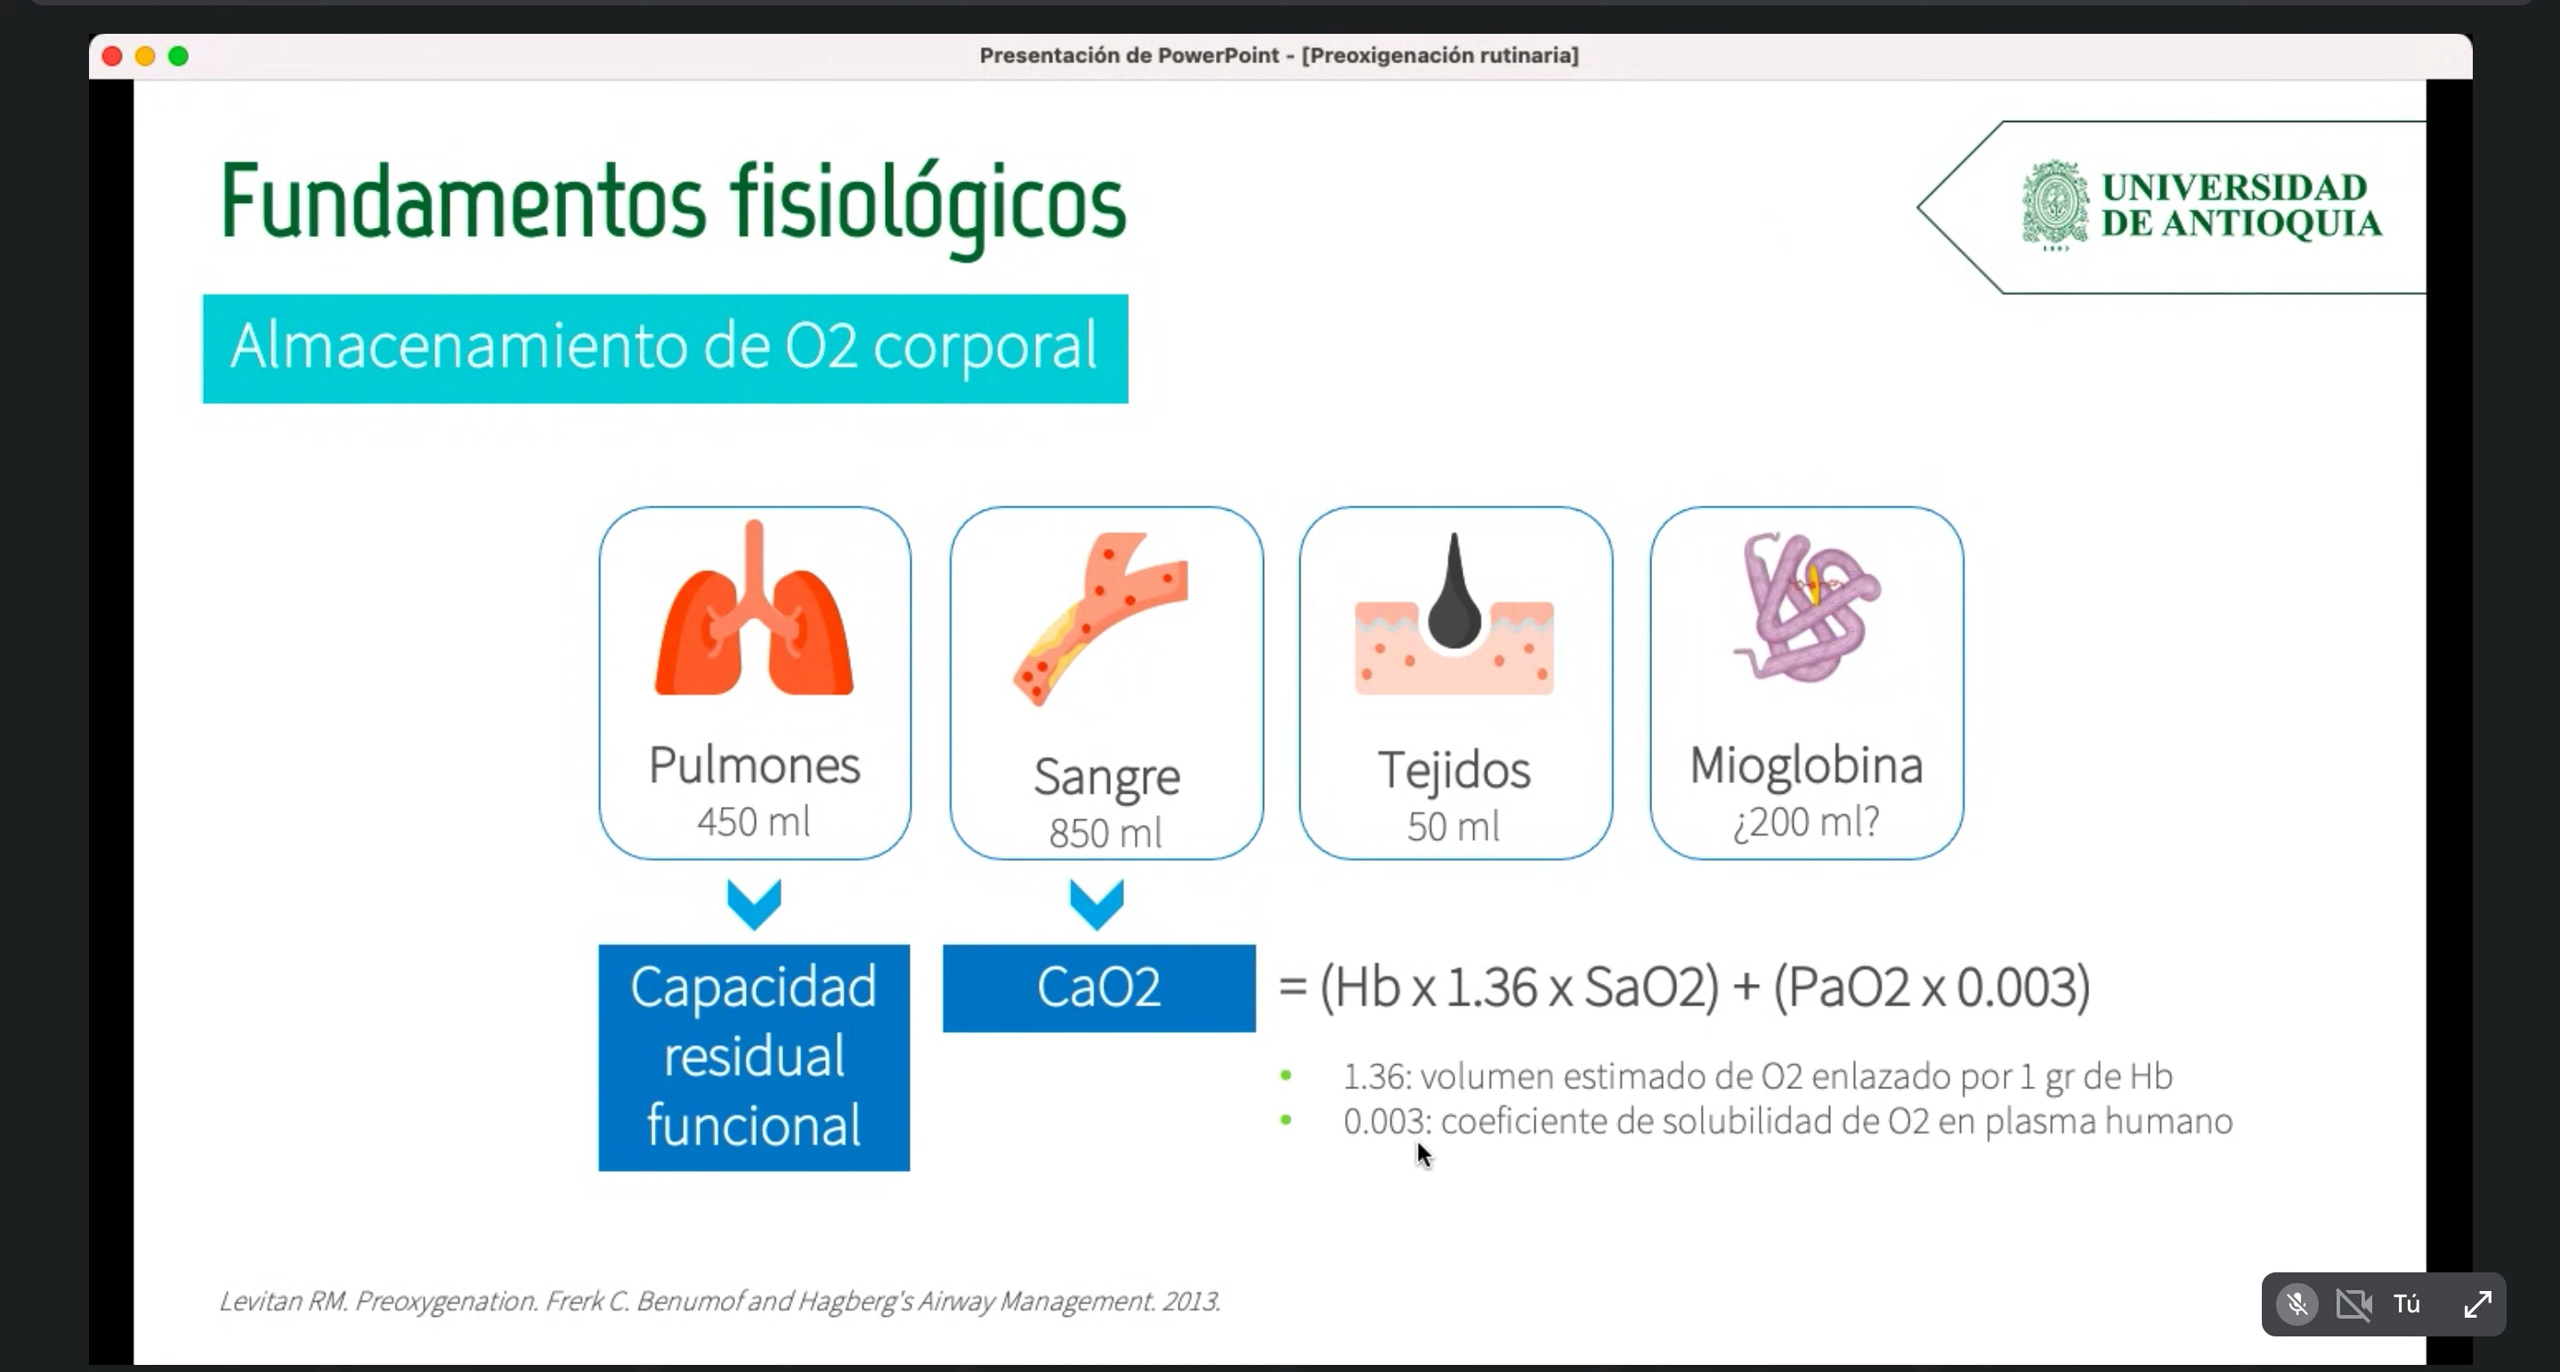 Presentación de PowerPoint - [Preoxigenación rutinaria]
Fundamentos fisiológicos
UNIVERSIDAD
DE ANTIOQUIA
1803
Almacenamiento de O2 corporal
Pulmones
450 ml
Sangre
850 ml
Tejidos
50 ml
Mioglobina
¿200 ml?
Capacidad
residual
funcional
CaO2
= (Hb x 1.36 x SaO2) + (PaO2 x 0.003)
• 1.36: volumen estimado de O2 enlazado por 1 gr de Hb
• 0.003: coeficiente de solubilidad de O2 en plasma humano
Levitan RM. Preoxygenation. Frerk C. Benumof and Hagberg's Airway Management. 2013.
Tú